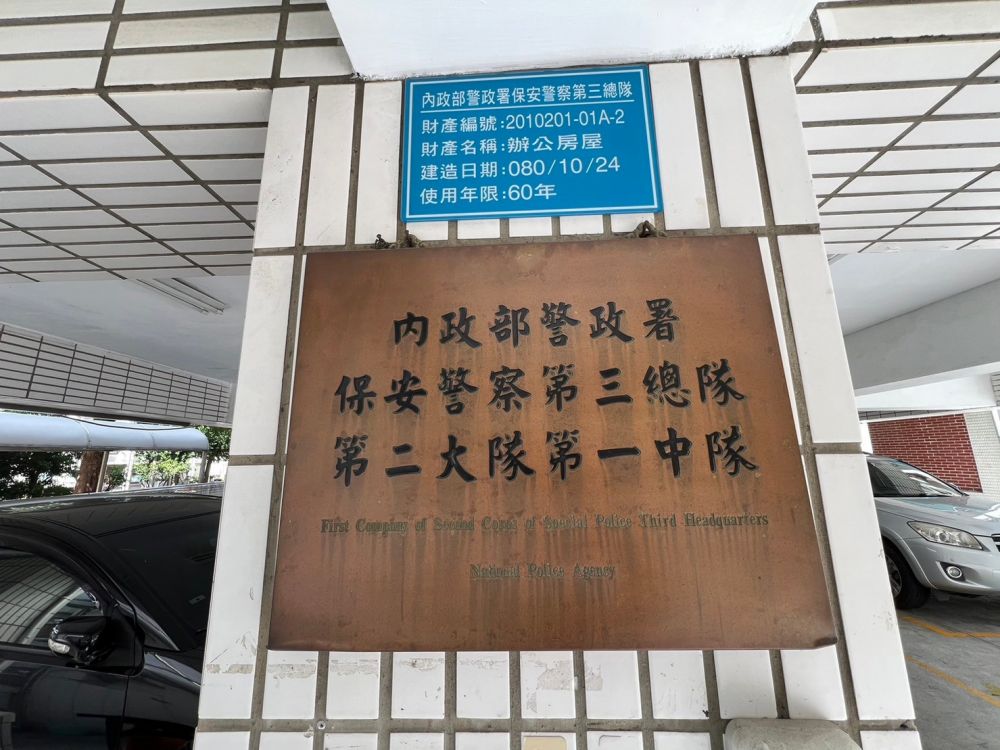 內政部警政署保安警察第三總隊
財產編號:2010201-01A-2
財產名稱:辦公房屋
建造日期:080/10/24
使用年限:60年
內政部警政署
保安警察第三總隊
第二大隊第一中隊
First Company of Second Corps of Special Police Third Headquarters
National Police Agency